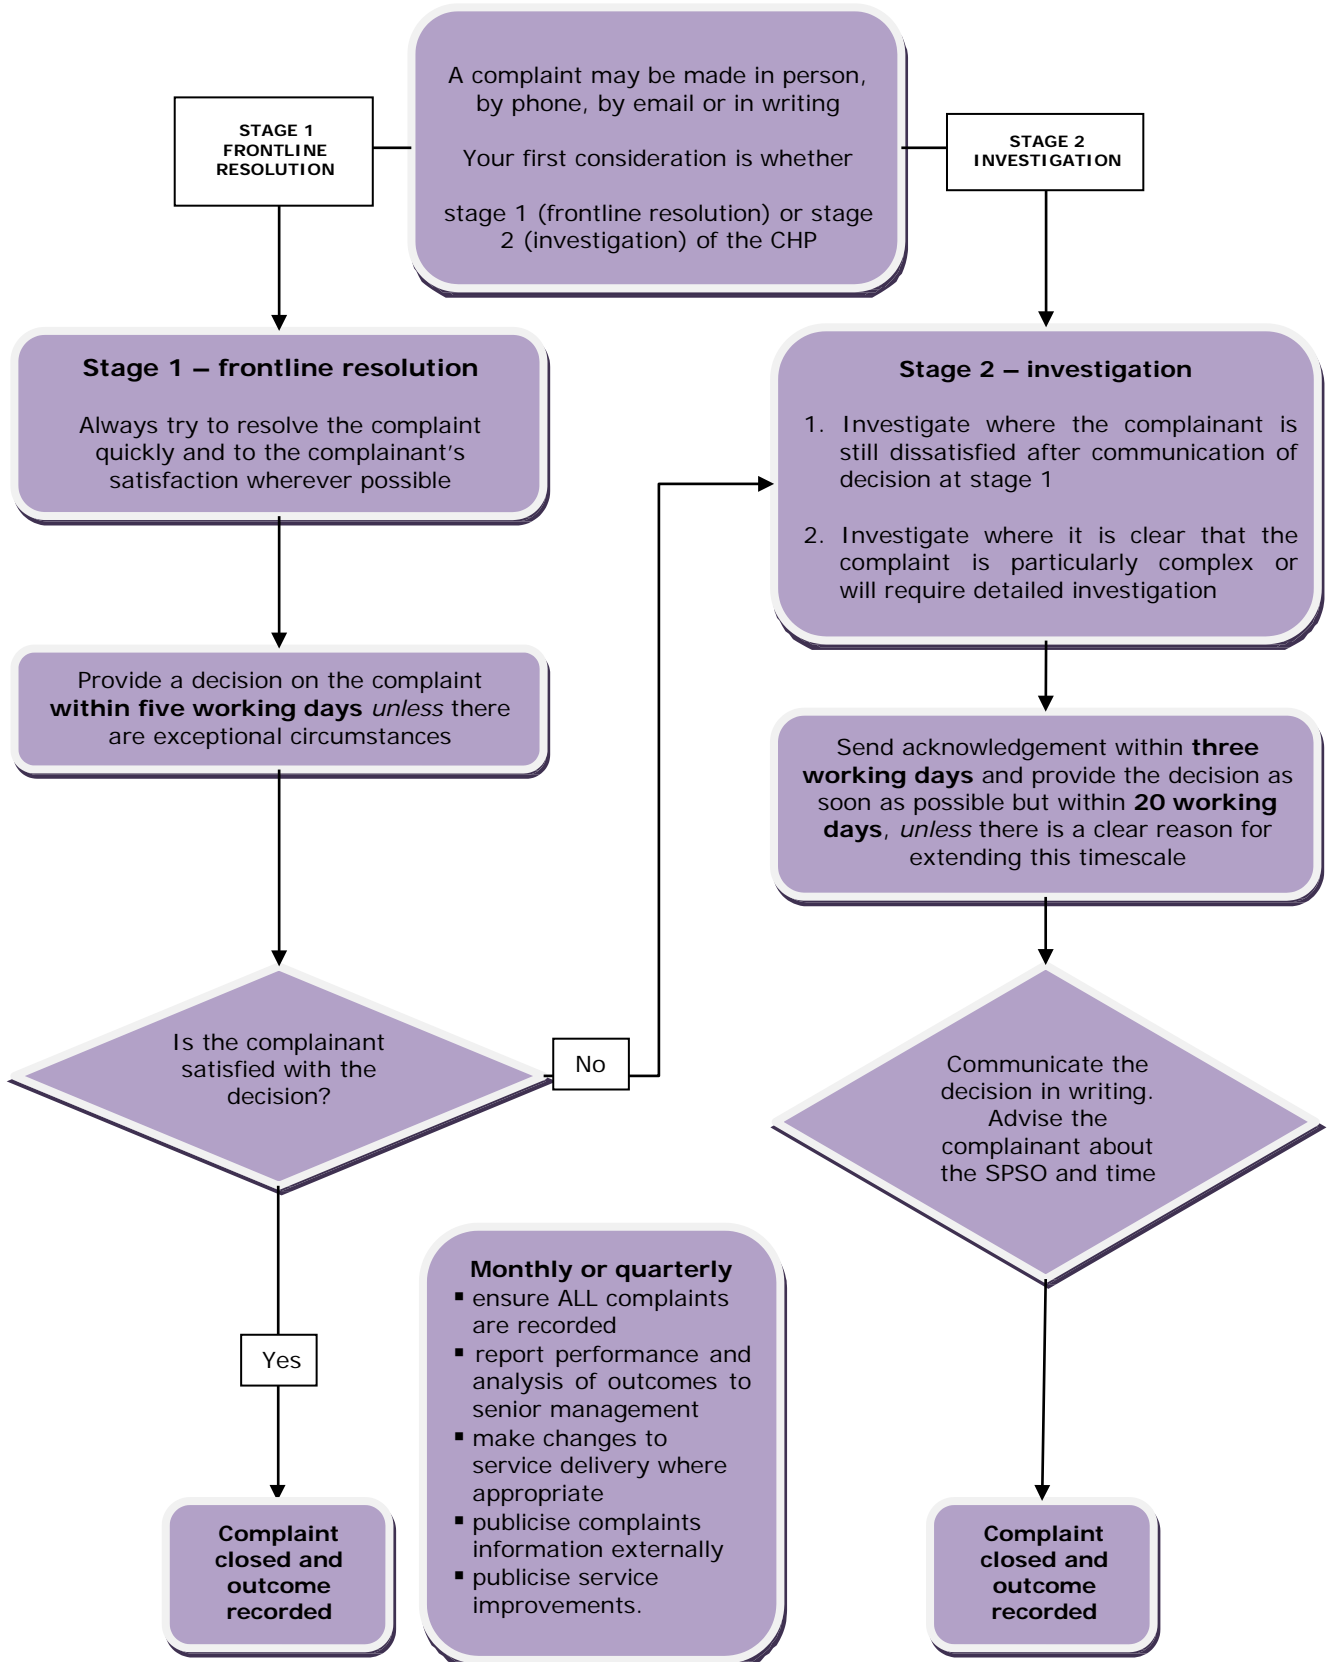 A complaint may be made in person,
by phone, by email or in writing
Your first consideration is whether
stage 1 (frontline resolution) or stage
2 (investigation) of the CHP
STAGE 1
FRONTLINE
RESOLUTION
STAGE 2
INVESTIGATION
Stage 1 – frontline resolution
Always try to resolve the complaint
quickly and to the complainant's
satisfaction wherever possible
Provide a decision on the complaint
within five working days unless there
are exceptional circumstances
Is the complainant
satisfied with the
decision?
No
Yes
Complaint
closed and
outcome
recorded
Stage 2 – investigation
1. Investigate where the complainant is
still dissatisfied after communication of
decision at stage 1
2. Investigate where it is clear that the
complaint is particularly complex or
will require detailed investigation
Send acknowledgement within three
working days and provide the decision as
soon as possible but within 20 working
days, unless there is a clear reason for
extending this timescale
Communicate the
decision in writing.
Advise the
complainant about
the SPSO and time
Complaint
closed and
outcome
recorded
Monthly or quarterly
▪ ensure ALL complaints
are recorded
▪ report performance and
analysis of outcomes to
senior management
▪ make changes to
service delivery where
appropriate
▪ publicise complaints
information externally
▪ publicise service
improvements.